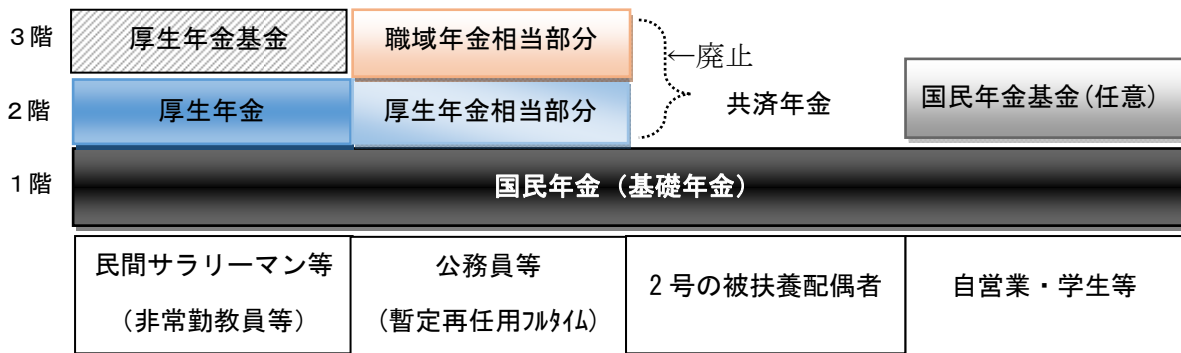 3階
厚生年金基金
職域年金相当部分
←廃止
2階
厚生年金
厚生年金相当部分
共済年金
国民年金基金(任意)
1階
国民年金（基礎年金）
民間サラリーマン等
（非常勤教員等）
公務員等
(暫定再任用ﾌﾙﾀｲﾑ)
2号の被扶養配偶者
自営業・学生等